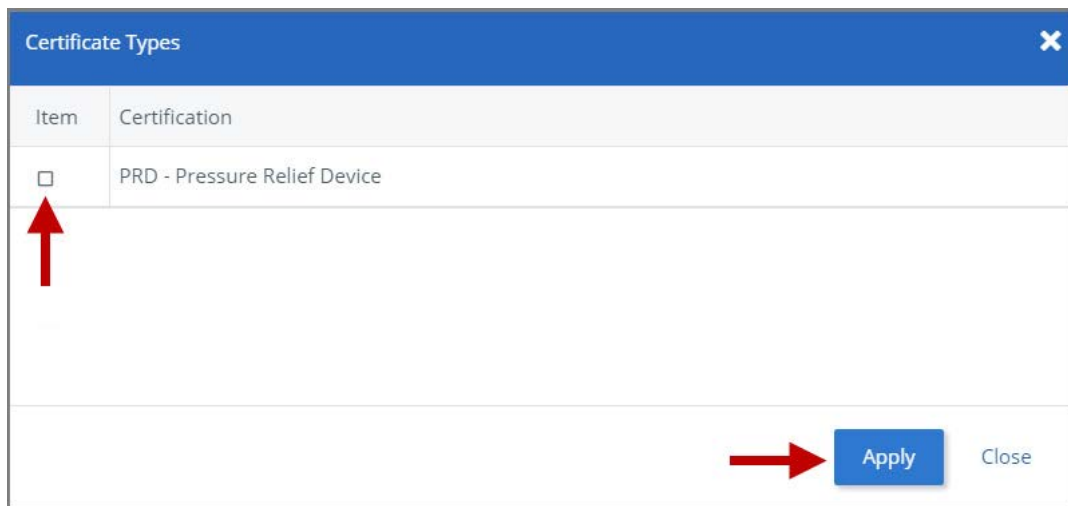 Certificate Types
Item Certification
PRD - Pressure Relief Device
Apply Close